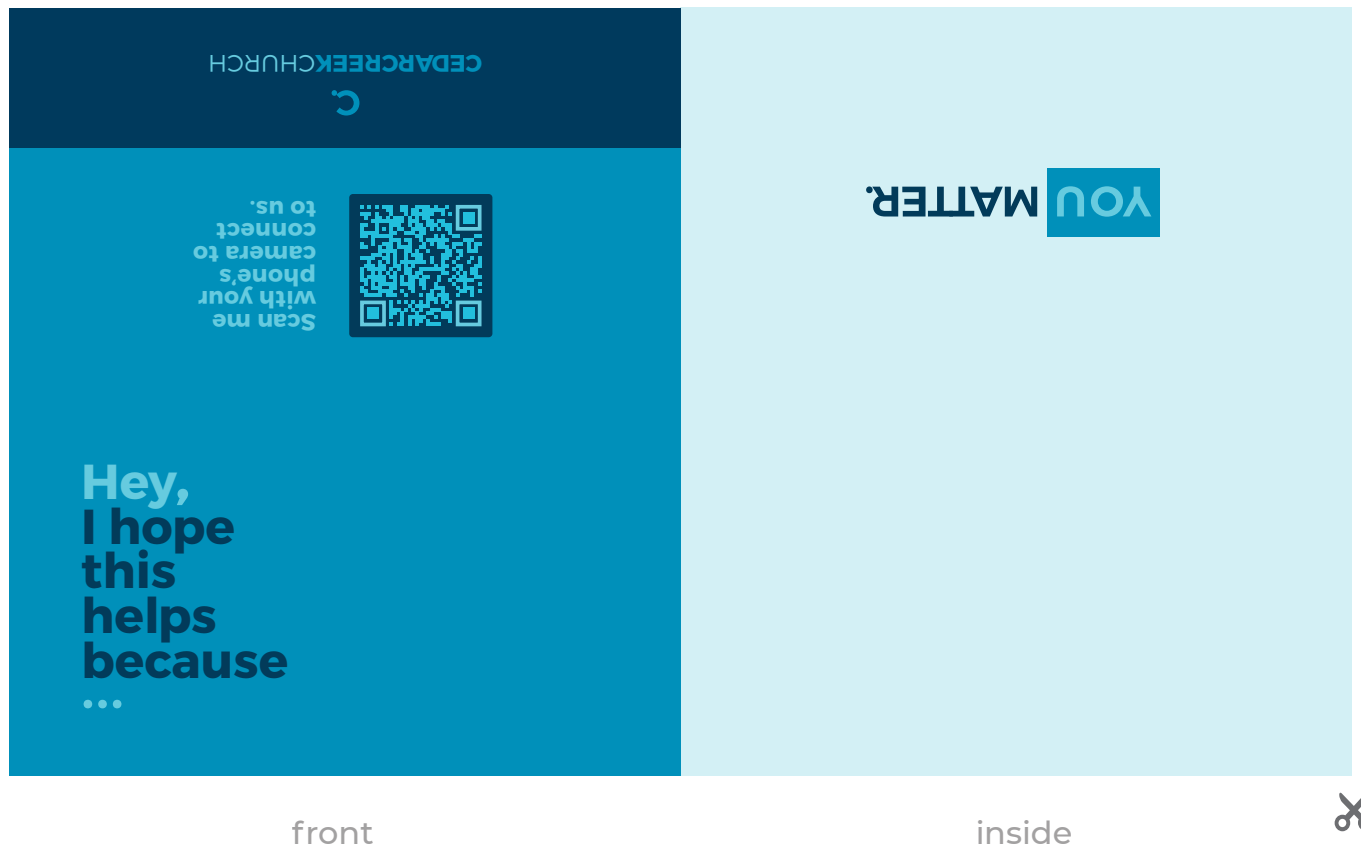 CEDARCREEKCHURCH
C.
Scan me
with your
phone's
camera to
connect
to us.
Hey,
I hope
this
helps
because
...
YOU MATTER.
front
inside